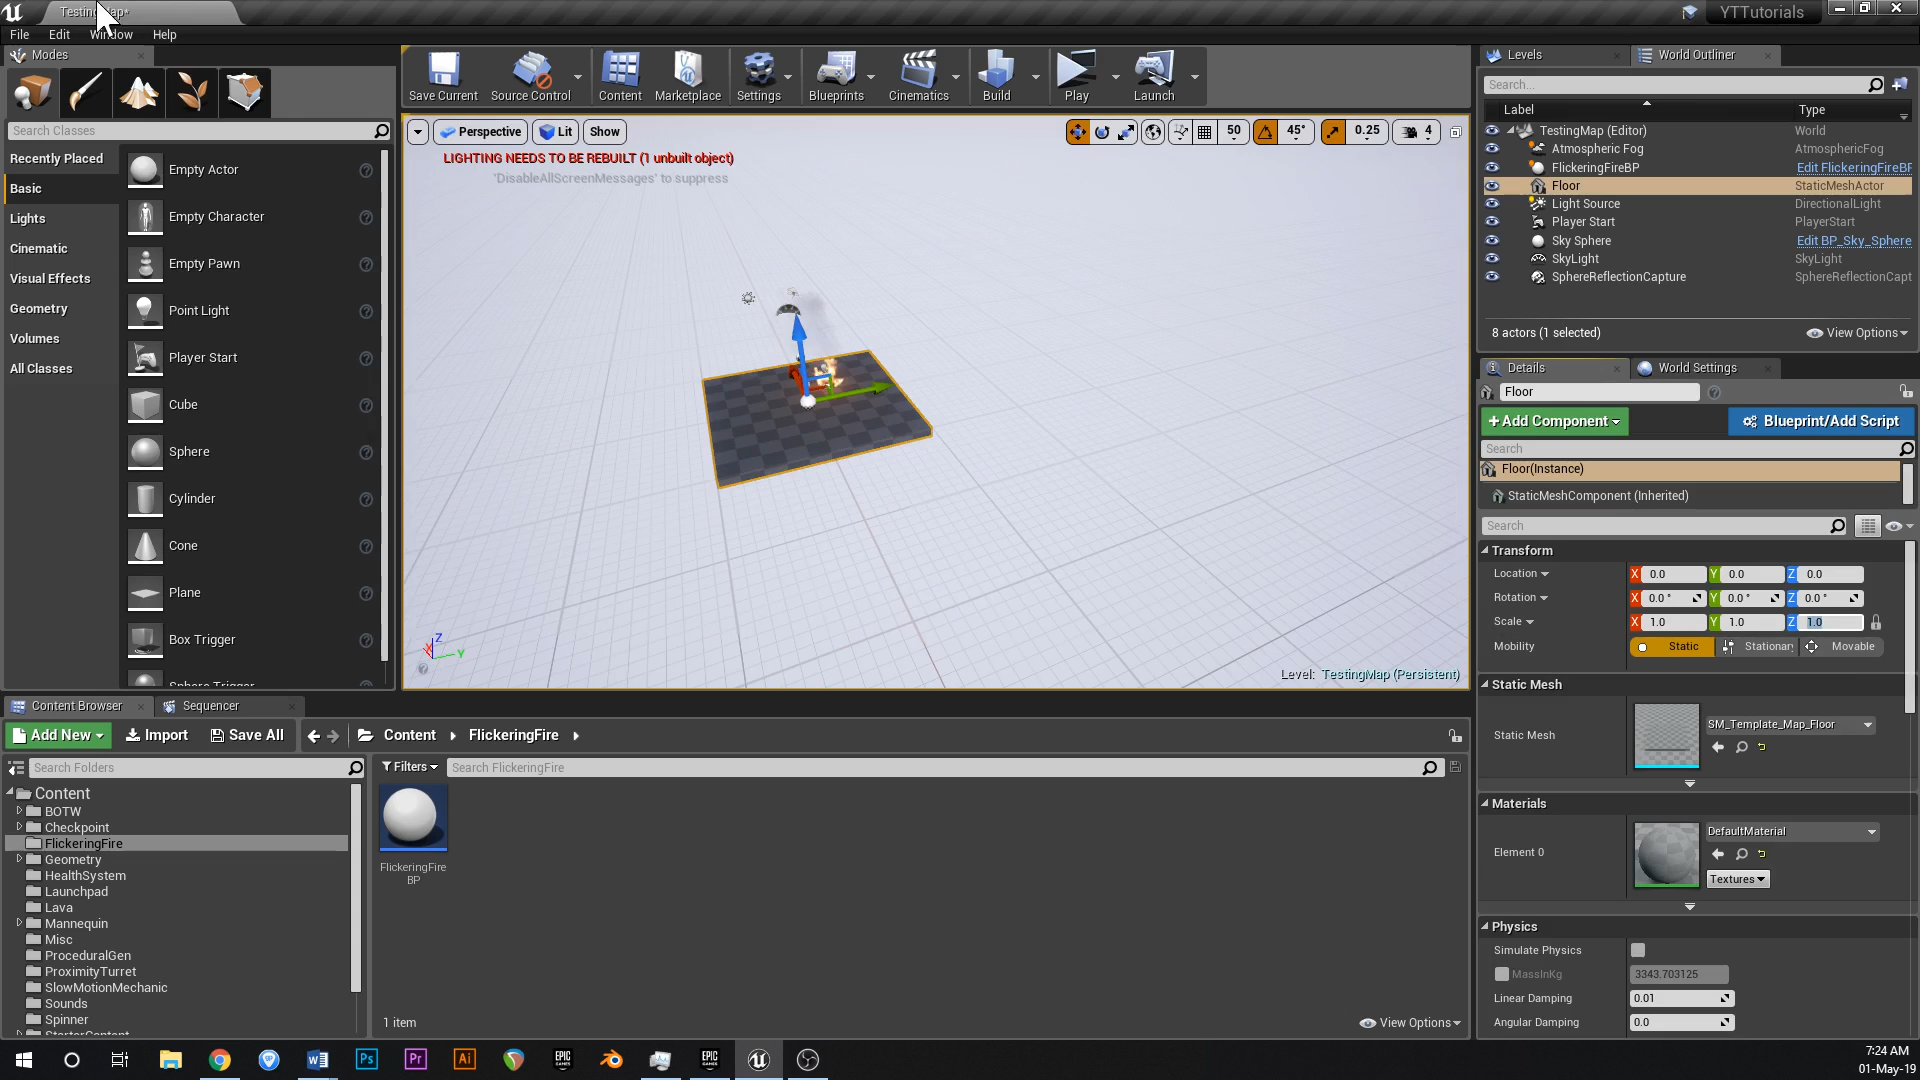 TestingMap*
YTTutorials
File Edit Window Help
Modes
Search Classes
Recently Placed
Basic
Lights
Cinematic
Visual Effects
Geometry
Volumes
All Classes
Empty Actor
Empty Character
Empty Pawn
Point Light
Player Start
Cube
Sphere
Cylinder
Cone
Plane
Box Trigger
Sphere Trigger
Save Current
Source Control
Content
Marketplace
Settings
Blueprints
Cinematics
Build
Play
Launch
Perspective Lit Show
50 45° 0.25 4
LIGHTING NEEDS TO BE REBUILT (1 unbuilt object)
'DisableAllScreenMessages' to suppress
Z
X Y
Level: TestingMap (Persistent)
Levels World Outliner
Search...
Label Type
TestingMap (Editor) World
Atmospheric Fog AtmosphericFog
FlickeringFireBP Edit FlickeringFireBP
Floor StaticMeshActor
Light Source DirectionalLight
Player Start PlayerStart
Sky Sphere Edit BP_Sky_Sphere
SkyLight SkyLight
SphereReflectionCapture SphereReflectionCapt
8 actors (1 selected) View Options
Details World Settings
Floor
+Add Component Blueprint/Add Script
Search
Floor(Instance)
StaticMeshComponent (Inherited)
Search
Transform
Location X 0.0 Y 0.0 Z 0.0
Rotation X 0.0 ° Y 0.0 ° Z 0.0 °
Scale X 1.0 Y 1.0 Z 1.0
Mobility Static Stationary Movable
Static Mesh
Static Mesh SM_Template_Map_Floor
Materials
Element 0 DefaultMaterial
Textures
Physics
Simulate Physics
MassInKg 3343.703125
Linear Damping 0.01
Angular Damping 0.0
Content Browser Sequencer
Add New Import Save All Content FlickeringFire
Search Folders
Filters Search FlickeringFire
Content
BOTW
Checkpoint
FlickeringFire
Geometry
HealthSystem
Launchpad
Lava
Mannequin
Misc
ProceduralGen
ProximityTurret
SlowMotionMechanic
Sounds
Spinner
StarterContent
FlickeringFire
BP
1 item View Options
Ps Pr Ai
EPIC GAMES
EPIC GAMES
7:24 AM
01-May-19